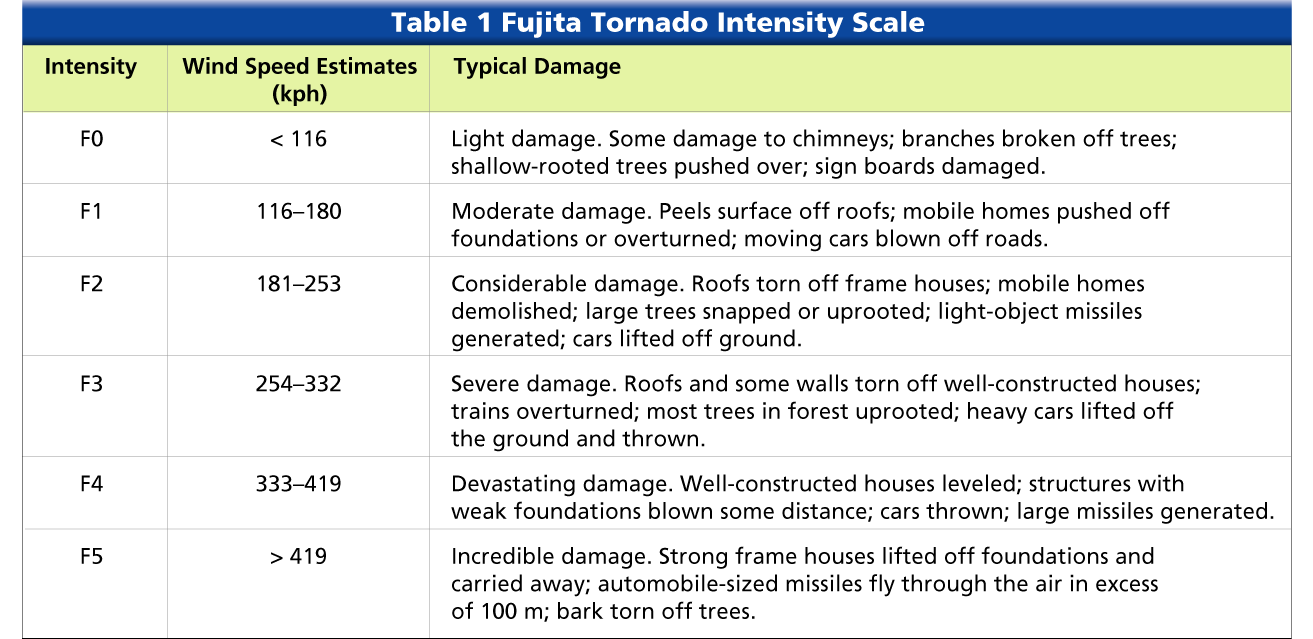 Table 1 Fujita Tornado Intensity Scale
Intensity
Wind Speed Estimates
(kph)
Typical Damage
F0
< 116
Light damage. Some damage to chimneys; branches broken off trees;
shallow-rooted trees pushed over; sign boards damaged.
F1
116–180
Moderate damage. Peels surface off roofs; mobile homes pushed off
foundations or overturned; moving cars blown off roads.
F2
181–253
Considerable damage. Roofs torn off frame houses; mobile homes
demolished; large trees snapped or uprooted; light-object missiles
generated; cars lifted off ground.
F3
254–332
Severe damage. Roofs and some walls torn off well-constructed houses;
trains overturned; most trees in forest uprooted; heavy cars lifted off
the ground and thrown.
F4
333–419
Devastating damage. Well-constructed houses leveled; structures with
weak foundations blown some distance; cars thrown; large missiles generated.
F5
> 419
Incredible damage. Strong frame houses lifted off foundations and
carried away; automobile-sized missiles fly through the air in excess
of 100 m; bark torn off trees.